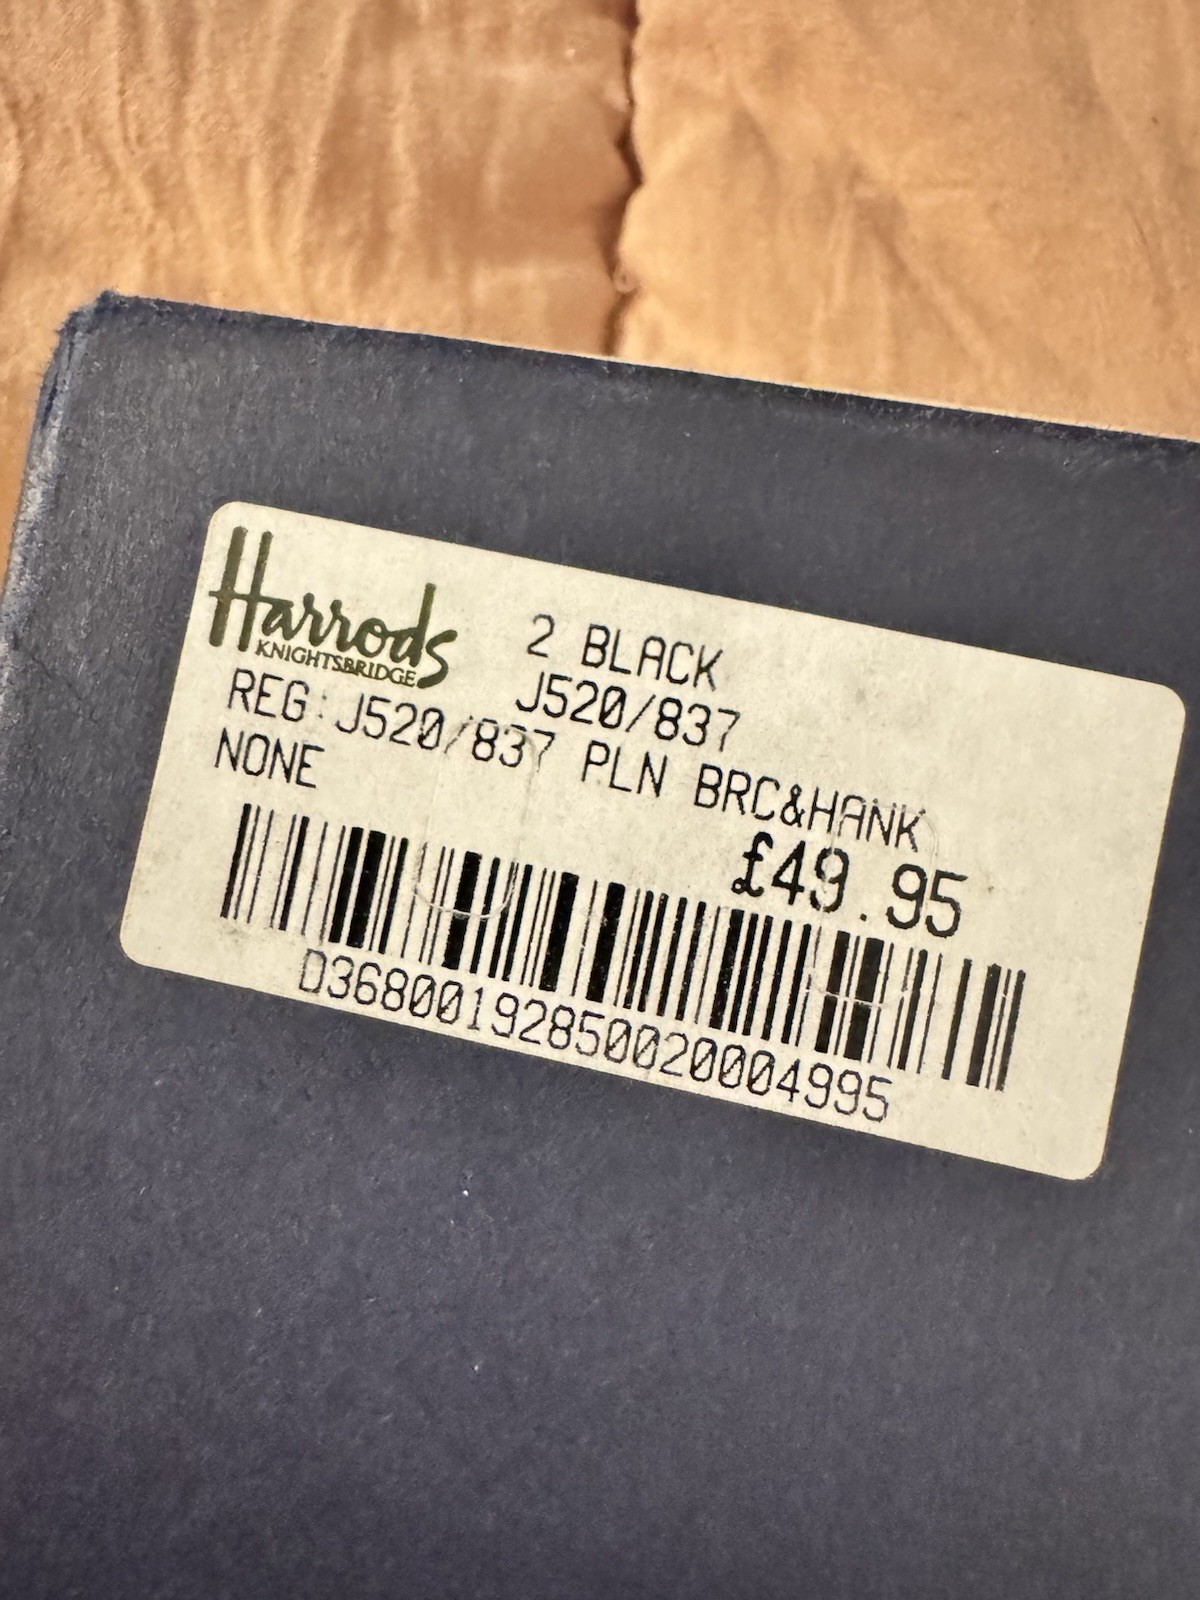 Harrods
KNIGHTSBRIDGE
2 BLACK
J520/837
REG:J520/837 PLN BRC&HANK
NONE
£49.95
D36800192850020004995